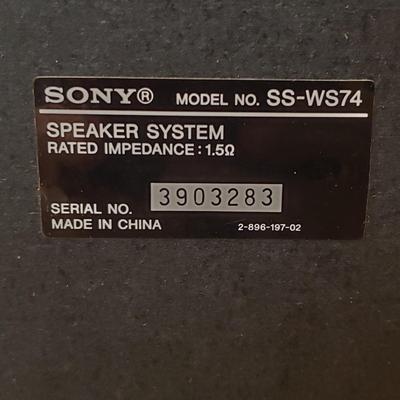 SONY® MODEL NO. SS-WS74
SPEAKER SYSTEM
RATED IMPEDANCE : 1.5Ω
SERIAL NO. 3903283
MADE IN CHINA 2-896-197-02